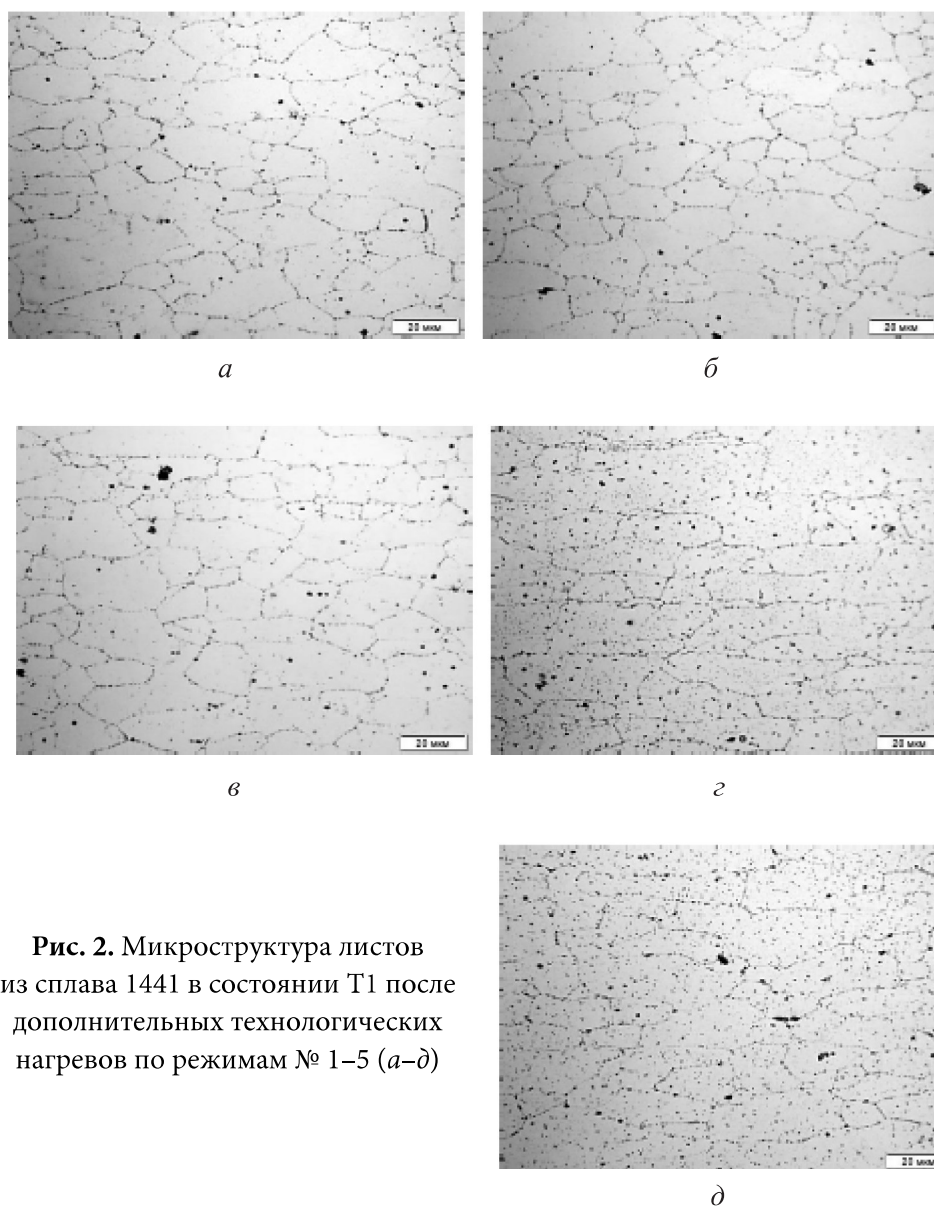 20 мкм
20 мкм
а
б
20 мкм
20 мкм
в
г
Рис. 2. Микроструктура листов
из сплава 1441 в состоянии Т1 после
дополнительных технологических
нагревов по режимам № 1–5 (а–д)
20 мкм
д